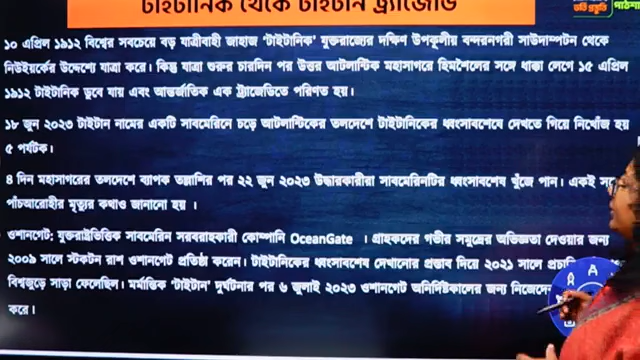 টাইটানিক থেকে টাইটান ট্র্যাজেডি
পাঠশালা
১০ এপ্রিল ১৯১২ বিশ্বের সবচেয়ে বড় যাত্রীবাহী জাহাজ 'টাইটানিক' যুক্তরাজ্যের দক্ষিণ উপকূলীয় বন্দরনগরী সাউদাম্পটন থেকে
নিউইয়র্কের উদ্দেশ্যে যাত্রা করে। কিন্তু যাত্রা শুরুর চারদিন পর উত্তর আটলান্টিক মহাসাগরে হিমশৈলের সঙ্গে ধাক্কা লেগে ১৫ এপ্রিল
১৯১২ টাইটানিক ডুবে যায় এবং আন্তর্জাতিক এক ট্র্যাজেডিতে পরিণত হয়।
১৮ জুন ২০২৩ টাইটান নামের একটি সাবমেরিনে চড়ে আটলান্টিকের তলদেশে টাইটানিকের ধ্বংসাবশেষে দেখতে গিয়ে নিখোঁজ হয়
৫ পর্যটক।
৪ দিন মহাসাগরের তলদেশে ব্যাপক তল্লাশির পর ২২ জুন ২০২৩ উদ্ধারকারীরা সাবমেরিনটির ধ্বংসাবশেষ খুঁজে পান। একই
পাঁচআরোহীর মৃত্যুর কথাও জানানো হয় ।
ওশানগেট: যুক্তরাষ্ট্রভিত্তিক সাবমেরিন সরবরাহকারী কোম্পানি OceanGate । গ্রাহকদের গভীর সমুদ্রের অভিজ্ঞতা দেওয়ার জন্য
২০০৯ সালে স্টকটন রাশ ওশানগেট প্রতিষ্ঠা করেন। টাইটানিকের ধ্বংসাবশেষ দেখানোর প্রস্তাব দিয়ে ২০২১ সালে
বিশ্বজুড়ে সাড়া ফেলেছিল। মর্মান্তিক 'টাইটান' দুর্ঘটনার পর ৬ জুলাই ২০২৩ ওশানগেট অনির্দিষ্টকালের জন্য
করে।